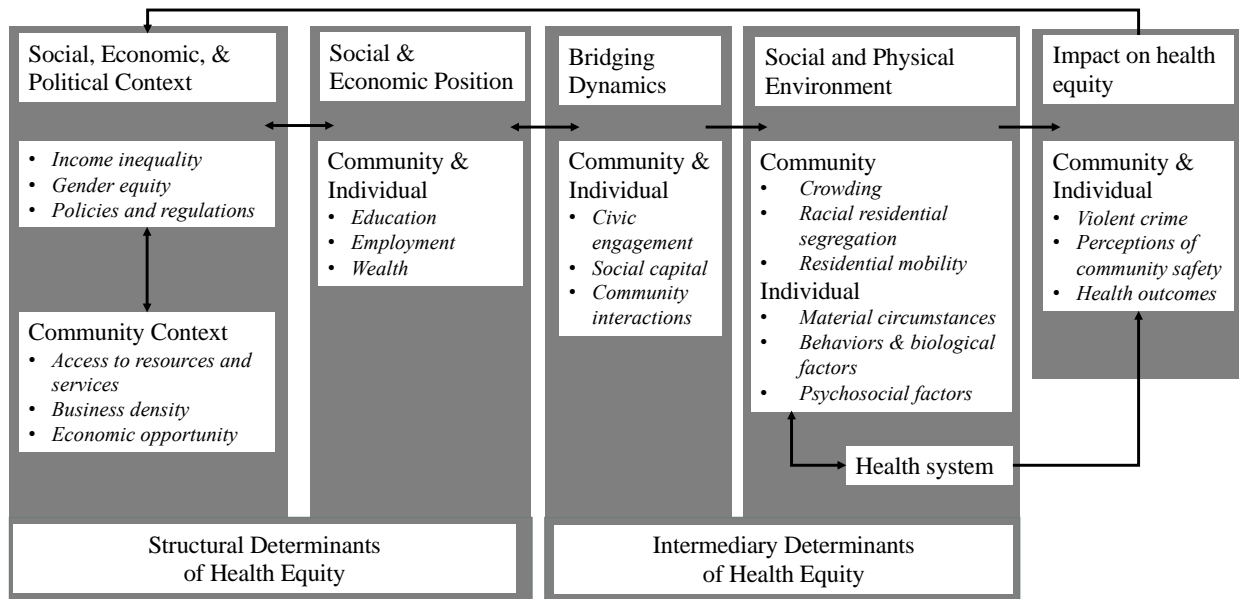 Social, Economic, &
Political Context
• Income inequality
• Gender equity
• Policies and regulations
Community Context
• Access to resources and
services
• Business density
• Economic opportunity
Social &
Economic Position
Community &
Individual
• Education
• Employment
• Wealth
Structural Determinants
of Health Equity
Bridging
Dynamics
Community &
Individual
• Civic
engagement
• Social capital
• Community
interactions
Social and Physical
Environment
Community
• Crowding
• Racial residential
segregation
• Residential mobility
Individual
• Material circumstances
• Behaviors & biological
factors
• Psychosocial factors
Health system
Intermediary Determinants
of Health Equity
Impact on health
equity
Community &
Individual
• Violent crime
• Perceptions of
community safety
• Health outcomes